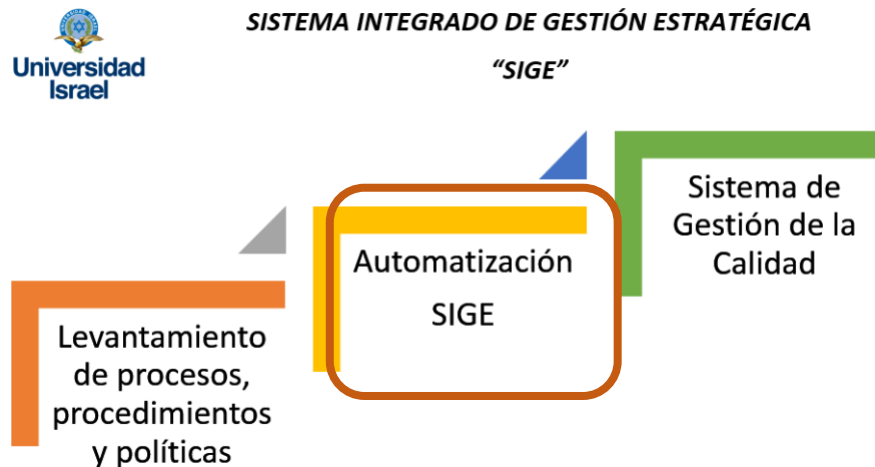 SISTEMA INTEGRADO DE GESTIÓN ESTRATÉGICA
“SIGE”
Universidad
Israel
Levantamiento
de procesos,
procedimientos
y políticas
Automatización
SIGE
Sistema de
Gestión de la
Calidad